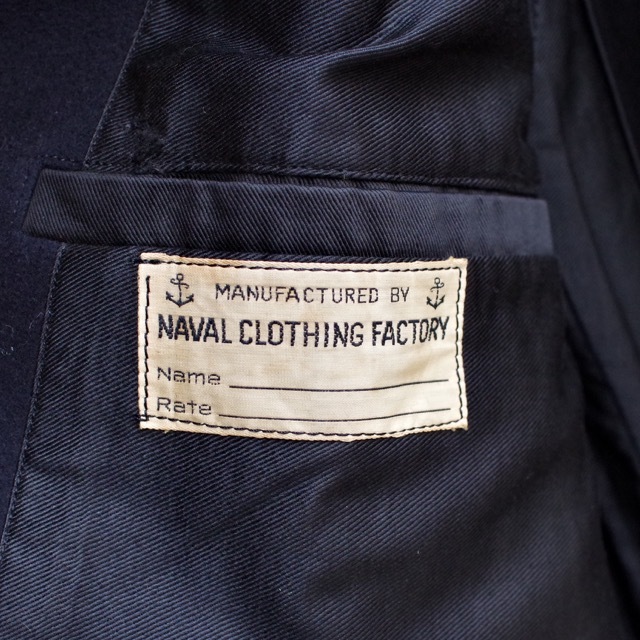 MANUFACTURED BY
NAVAL CLOTHING FACTORY
Name
Rate